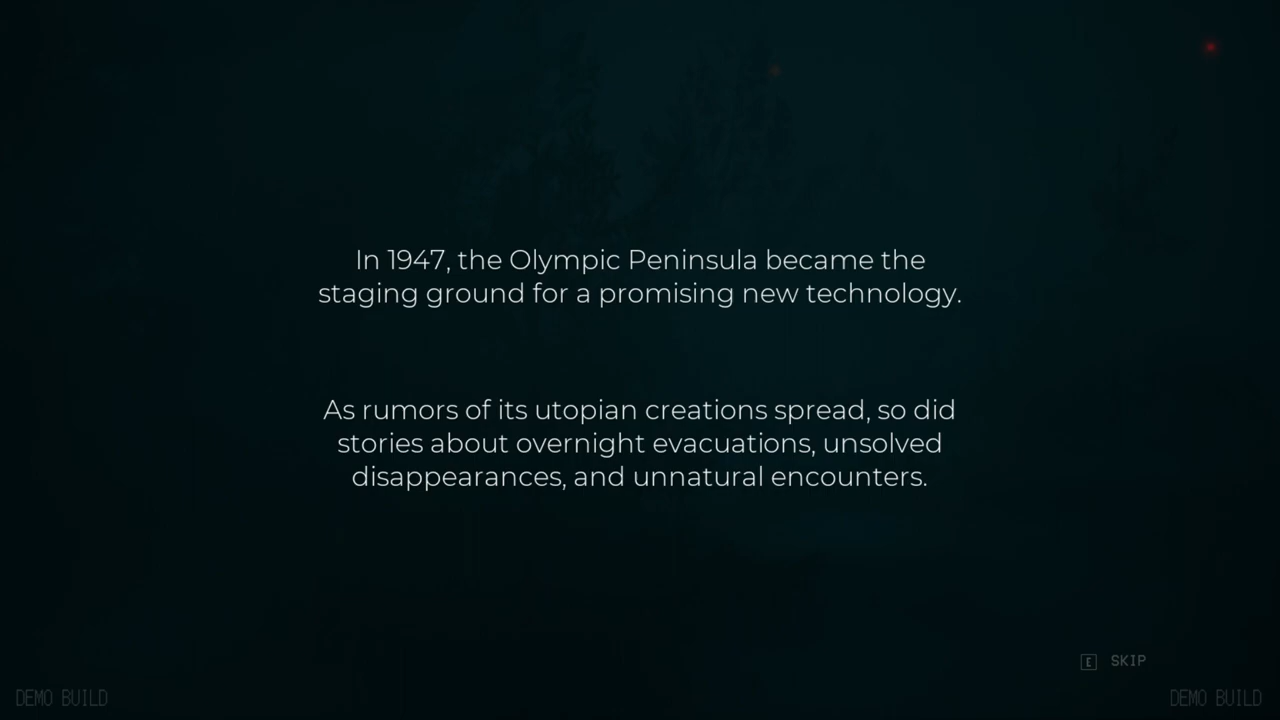 In 1947, the Olympic Peninsula became the
staging ground for a promising new technology.
As rumors of its utopian creations spread, so did
stories about overnight evacuations, unsolved
disappearances, and unnatural encounters.
E SKIP
DEMO BUILD
DEMO BUILD